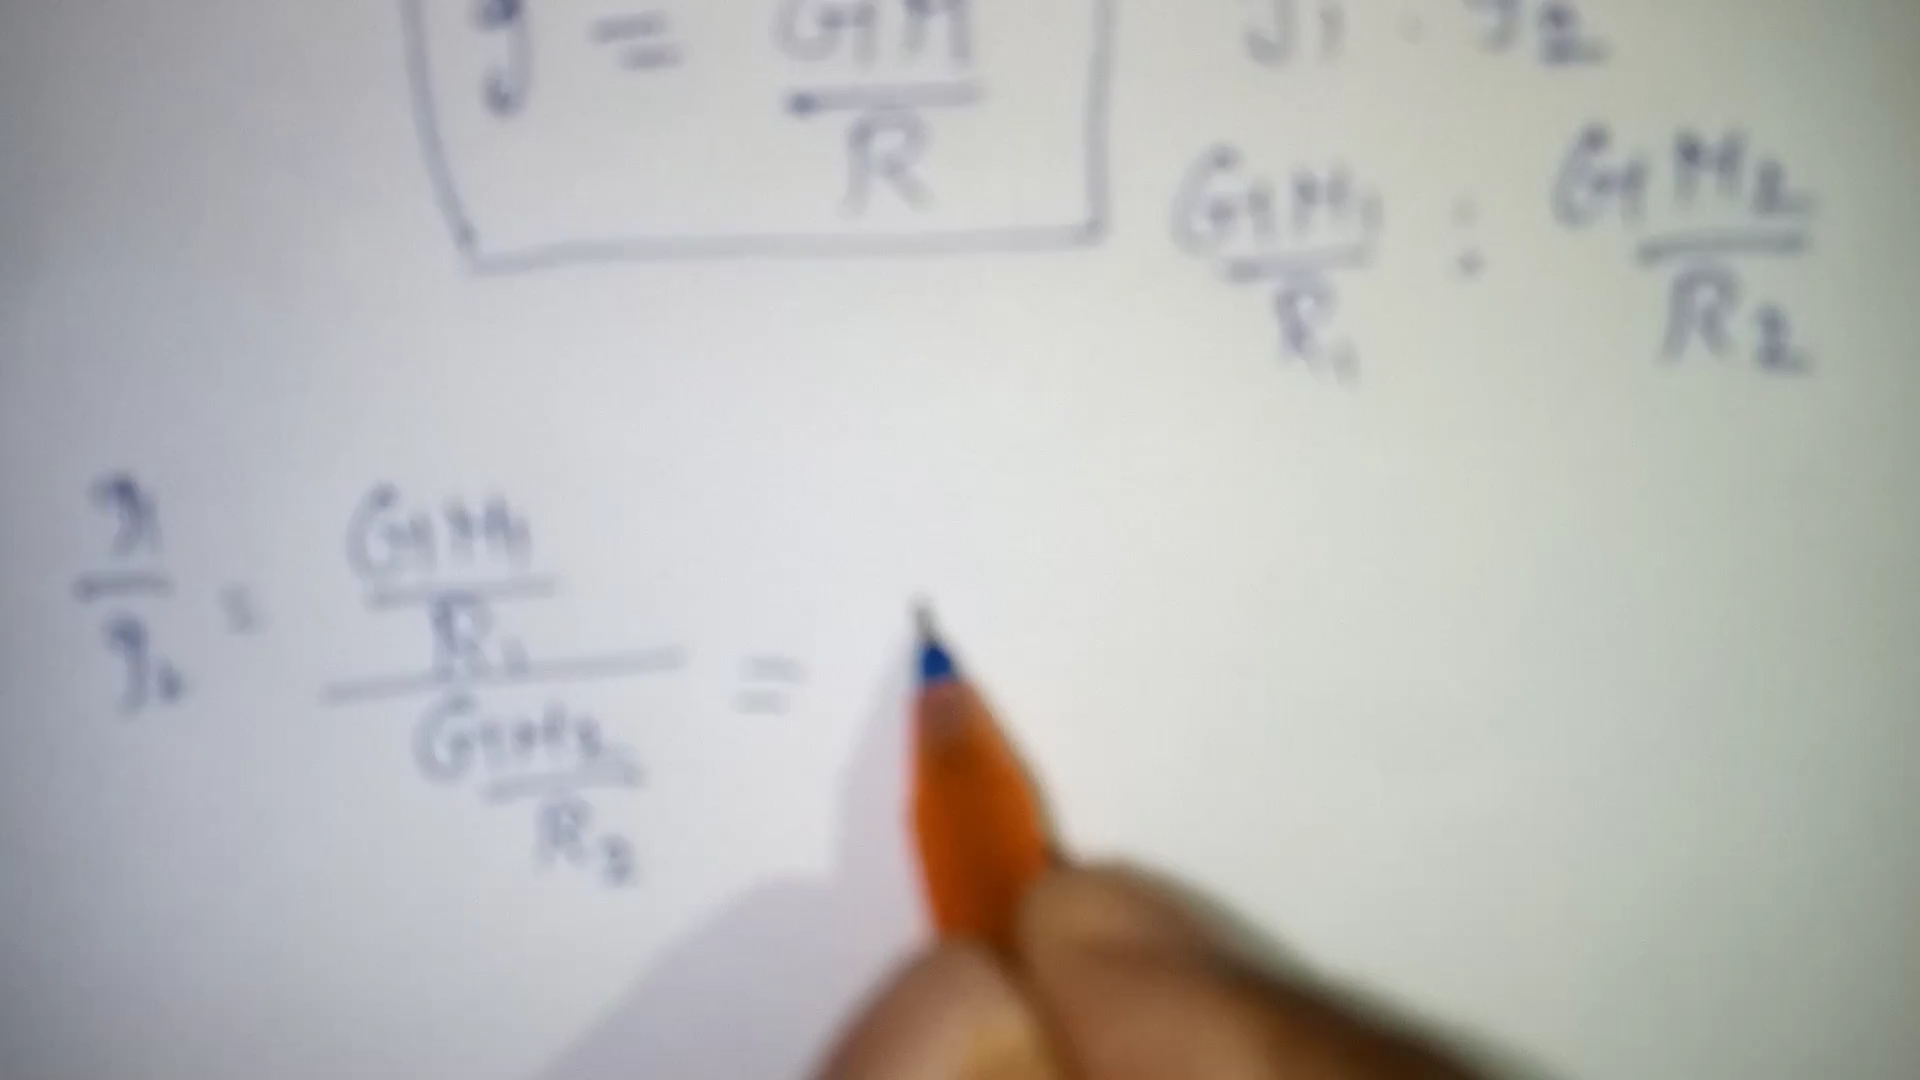 g = GM/R
g1 : g2
GM1/R1 : GM2/R2
g1/g2 = (GM1/R1)/(GM2/R2) =